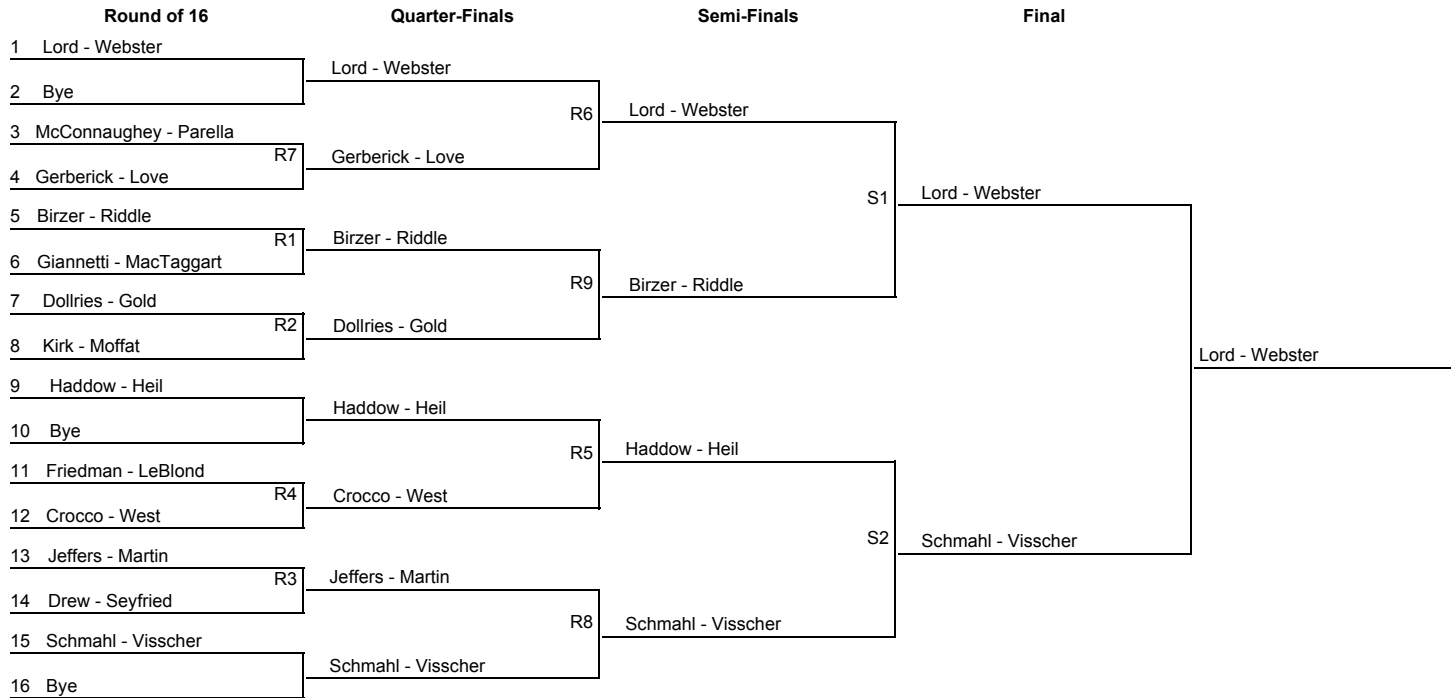 Round of 16 Quarter-Finals Semi-Finals Final
1 Lord - Webster
Lord - Webster
2 Bye
R6 Lord - Webster
3 McConnaughey - Parella
R7 Gerberick - Love
4 Gerberick - Love
S1 Lord - Webster
5 Birzer - Riddle
R1 Birzer - Riddle
6 Giannetti - MacTaggart
R9 Birzer - Riddle
7 Dollries - Gold
R2 Dollries - Gold
8 Kirk - Moffat
Lord - Webster
9 Haddow - Heil
Haddow - Heil
10 Bye
R5 Haddow - Heil
11 Friedman - LeBlond
R4 Crocco - West
12 Crocco - West
S2 Schmahl - Visscher
13 Jeffers - Martin
R3 Jeffers - Martin
14 Drew - Seyfried
R8 Schmahl - Visscher
15 Schmahl - Visscher
Schmahl - Visscher
16 Bye